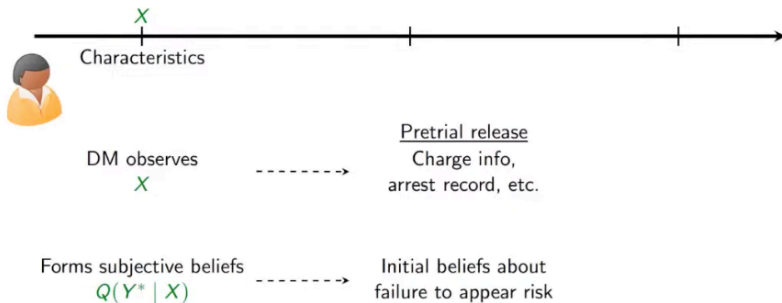 X
Characteristics
Pretrial release
DM observes
Charge info,
X
arrest record, etc.
Forms subjective beliefs
Initial beliefs about
Q(Y* | X)
failure to appear risk